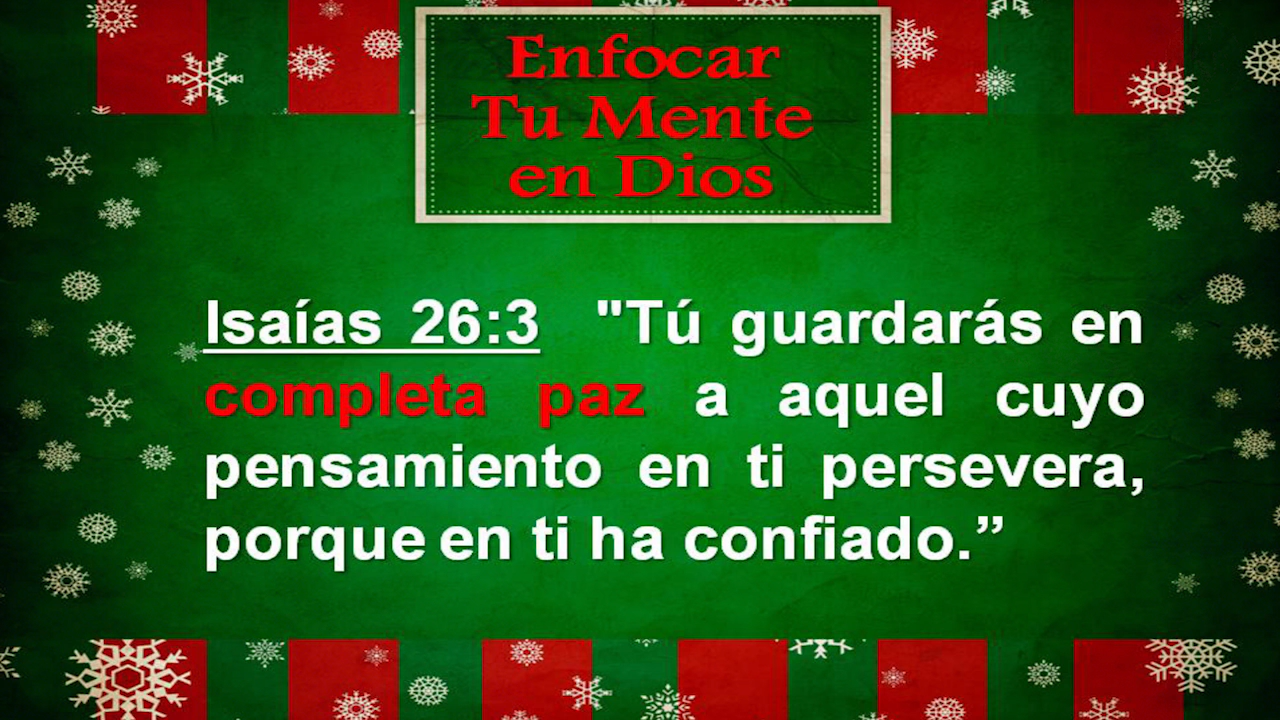 Enfocar
Tu Mente
en Dios
Isaías 26:3 "Tú guardarás en
completa paz a aquel cuyo
pensamiento en ti persevera,
porque en ti ha confiado.”